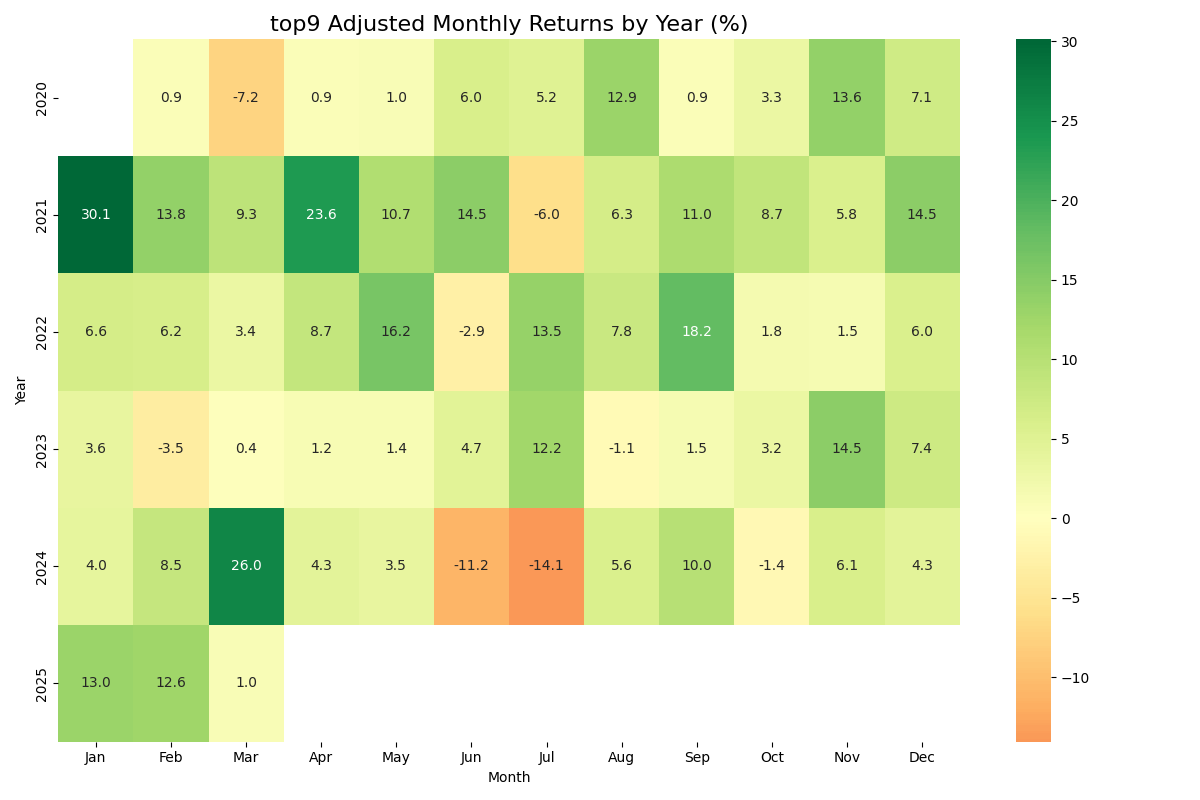 top9 Adjusted Monthly Returns by Year (%)
2020 0.9 -7.2 0.9 1.0 6.0 5.2 12.9 0.9 3.3 13.6 7.1
2021 30.1 13.8 9.3 23.6 10.7 14.5 -6.0 6.3 11.0 8.7 5.8 14.5
2022 6.6 6.2 3.4 8.7 16.2 -2.9 13.5 7.8 18.2 1.8 1.5 6.0
Year
2023 3.6 -3.5 0.4 1.2 1.4 4.7 12.2 -1.1 1.5 3.2 14.5 7.4
2024 4.0 8.5 26.0 4.3 3.5 -11.2 -14.1 5.6 10.0 -1.4 6.1 4.3
2025 13.0 12.6 1.0
Jan Feb Mar Apr May Jun Jul Aug Sep Oct Nov Dec
Month
30
25
20
15
10
5
0
−5
−10